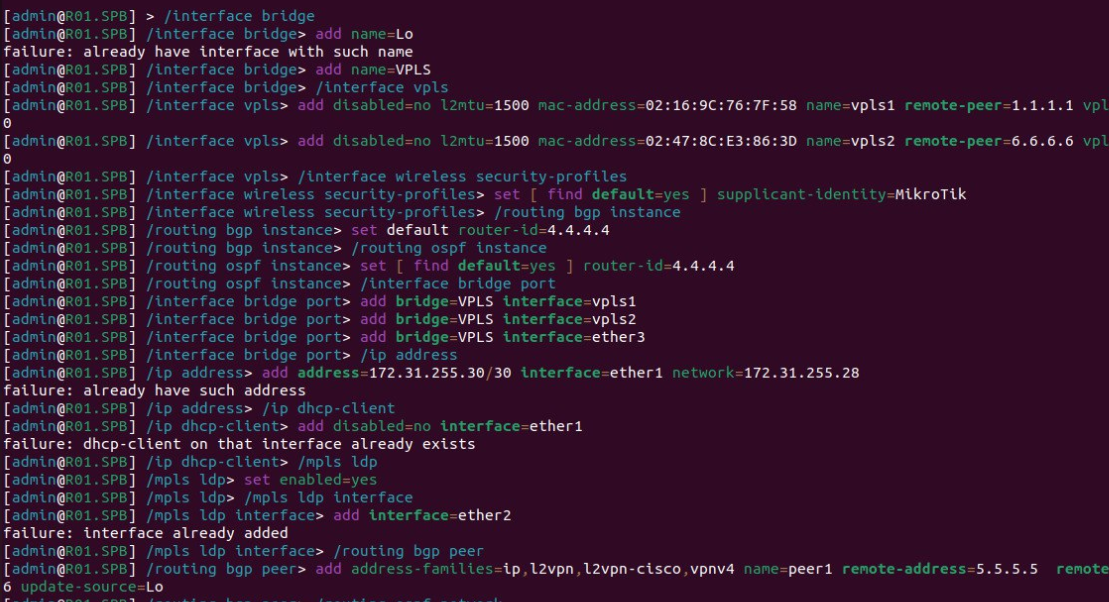 [admin@R01.SPB] > /interface bridge
[admin@R01.SPB] /interface bridge> add name=Lo
failure: already have interface with such name
[admin@R01.SPB] /interface bridge> add name=VPLS
[admin@R01.SPB] /interface bridge> /interface vpls
[admin@R01.SPB] /interface vpls> add disabled=no l2mtu=1500 mac-address=02:16:9C:76:7F:58 name=vpls1 remote-peer=1.1.1.1 vpl
0
[admin@R01.SPB] /interface vpls> add disabled=no l2mtu=1500 mac-address=02:47:8C:E3:86:3D name=vpls2 remote-peer=6.6.6.6 vpl
0
[admin@R01.SPB] /interface vpls> /interface wireless security-profiles
[admin@R01.SPB] /interface wireless security-profiles> set [ find default=yes ] supplicant-identity=MikroTik
[admin@R01.SPB] /interface wireless security-profiles> /routing bgp instance
[admin@R01.SPB] /routing bgp instance> set default router-id=4.4.4.4
[admin@R01.SPB] /routing bgp instance> /routing ospf instance
[admin@R01.SPB] /routing ospf instance> set [ find default=yes ] router-id=4.4.4.4
[admin@R01.SPB] /routing ospf instance> /interface bridge port
[admin@R01.SPB] /interface bridge port> add bridge=VPLS interface=vpls1
[admin@R01.SPB] /interface bridge port> add bridge=VPLS interface=vpls2
[admin@R01.SPB] /interface bridge port> add bridge=VPLS interface=ether3
[admin@R01.SPB] /interface bridge port> /ip address
[admin@R01.SPB] /ip address> add address=172.31.255.30/30 interface=ether1 network=172.31.255.28
failure: already have such address
[admin@R01.SPB] /ip address> /ip dhcp-client
[admin@R01.SPB] /ip dhcp-client> add disabled=no interface=ether1
failure: dhcp-client on that interface already exists
[admin@R01.SPB] /ip dhcp-client> /mpls ldp
[admin@R01.SPB] /mpls ldp> set enabled=yes
[admin@R01.SPB] /mpls ldp> /mpls ldp interface
[admin@R01.SPB] /mpls ldp interface> add interface=ether2
failure: interface already added
[admin@R01.SPB] /mpls ldp interface> /routing bgp peer
[admin@R01.SPB] /routing bgp peer> add address-families=ip,l2vpn,l2vpn-cisco,vpnv4 name=peer1 remote-address=5.5.5.5  remote
6 update-source=Lo